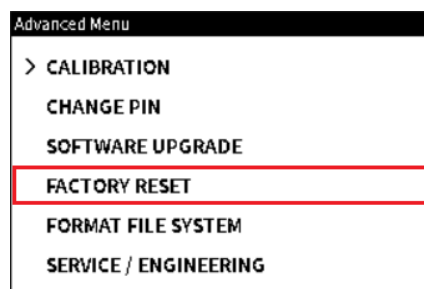 Advanced Menu
> CALIBRATION
CHANGE PIN
SOFTWARE UPGRADE
FACTORY RESET
FORMAT FILE SYSTEM
SERVICE / ENGINEERING